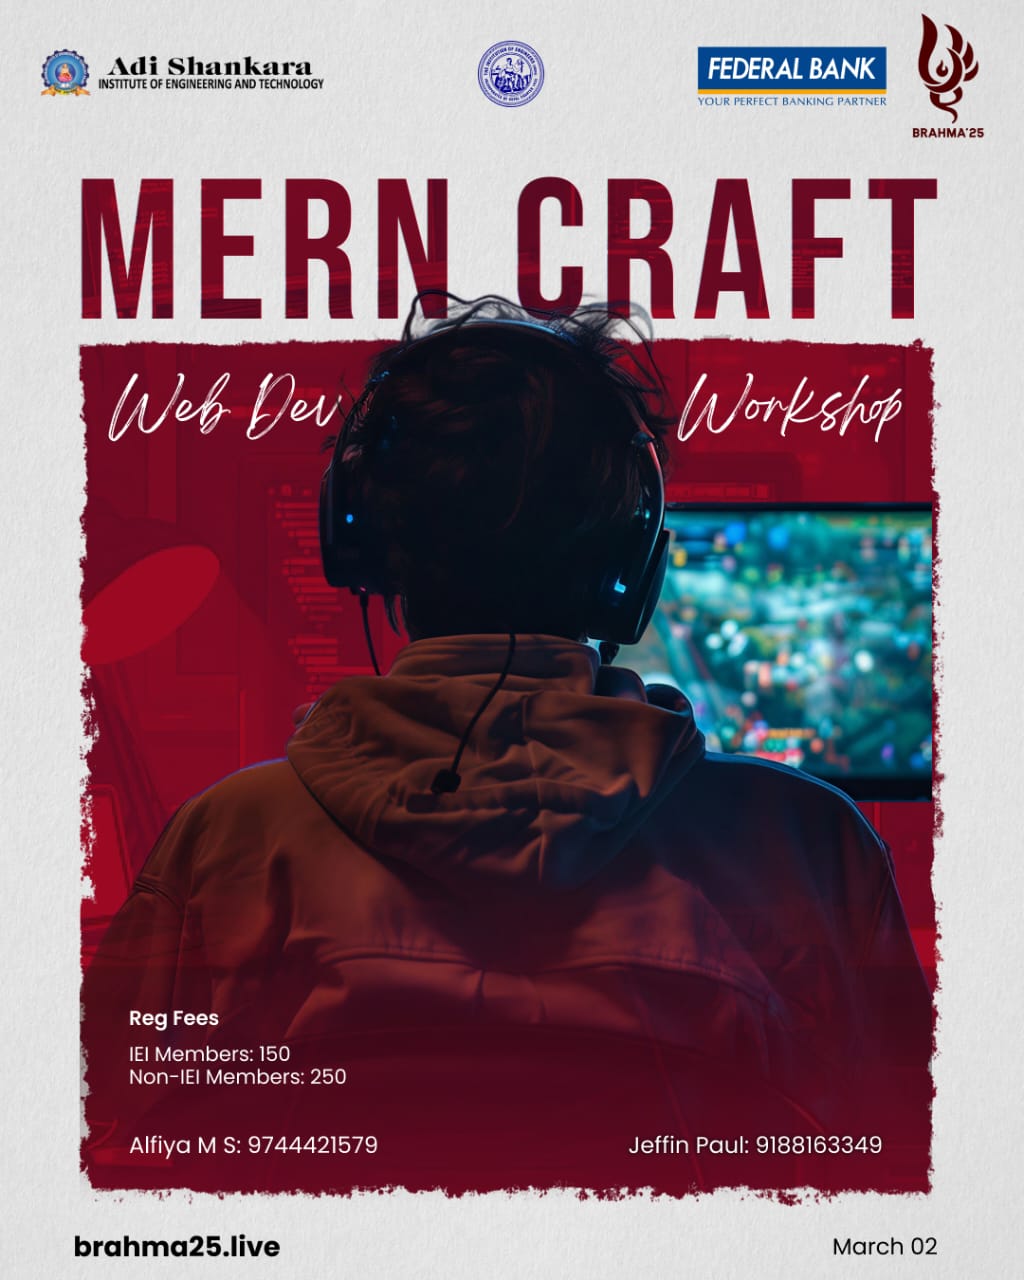 Adi Shankara
INSTITUTE OF ENGINEERING AND TECHNOLOGY
FEDERAL BANK
YOUR PERFECT BANKING PARTNER
BRAHMA'25
MERN CRAFT
Web Dev Workshop
Reg Fees
IEI Members: 150
Non-IEI Members: 250
Alfiya M S: 9744421579
Jeffin Paul: 9188163349
brahma25.live
March 02